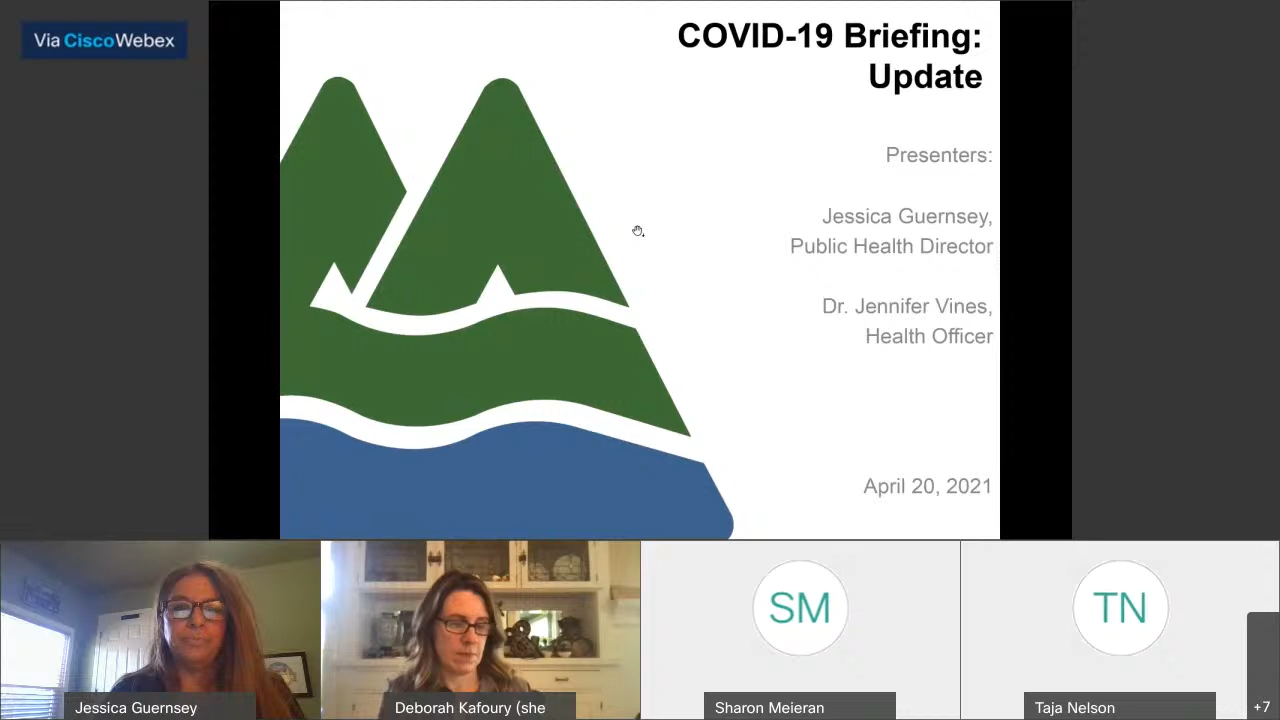 Via CiscoWebex
COVID-19 Briefing:
Update
Presenters:
Jessica Guernsey,
Public Health Director
Dr. Jennifer Vines,
Health Officer
April 20, 2021
SM
TN
Jessica Guernsey
Deborah Kafoury (she
Sharon Meieran
Taja Nelson
+7